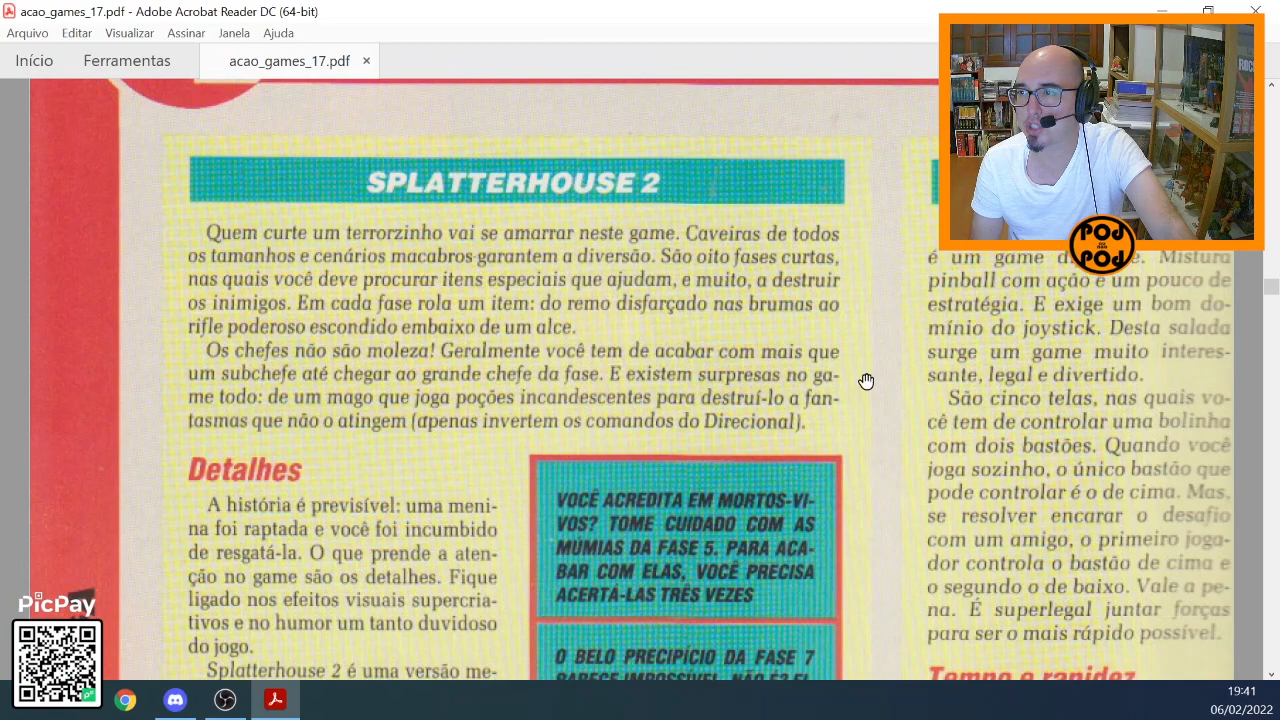 acao_games_17.pdf - Adobe Acrobat Reader DC (64-bit)
Arquivo Editar Visualizar Assinar Janela Ajuda
Início Ferramentas acao_games_17.pdf ×
SPLATTERHOUSE 2
Quem curte um terrorzinho vai se amarrar neste game. Caveiras de todos
os tamanhos e cenários macabros garantem a diversão. São oito fases curtas,
nas quais você deve procurar itens especiais que ajudam, e muito, a destruir
os inimigos. Em cada fase rola um item: do remo disfarçado nas brumas ao
rifle poderoso escondido embaixo de um alce.
Os chefes não são moleza! Geralmente você tem de acabar com mais que
um subchefe até chegar ao grande chefe da fase. E existem surpresas no ga-
me todo: de um mago que joga poções incandescentes para destruí-lo a fan-
tasmas que não o atingem (apenas invertem os comandos do Direcional).
Detalhes
A história é previsível: uma meni-
na foi raptada e você foi incumbido
de resgatá-la. O que prende a aten-
ção no game são os detalhes. Fique
ligado nos efeitos visuais supercria-
tivos e no humor um tanto duvidoso
do jogo.
Splatterhouse 2 é uma versão me-
VOCÊ ACREDITA EM MORTOS-VI-
VOS? TOME CUIDADO COM AS
MÚMIAS DA FASE 5. PARA ACA-
BAR COM ELAS, VOCÊ PRECISA
ACERTÁ-LAS TRÊS VEZES
O BELO PRECIPÍCIO DA FASE 7
é um game
Mistura
pinball com ação e um pouco de
estratégia. E exige um bom do-
mínio do joystick. Desta salada
surge um game muito interes-
sante, legal e divertido.
São cinco telas, nas quais vo-
cê tem de controlar uma bolinha
com dois bastões. Quando você
joga sozinho, o único bastão que
pode controlar é o de cima. Mas,
se resolver encarar o desafio
com um amigo, o primeiro joga-
dor controla o bastão de cima e
o segundo o de baixo. Vale a pe-
na. É superlegal juntar forças
para ser o mais rápido possível.
Tempo e rapidez
POD
OU NÃO
POD
PicPay
19:41
06/02/2022